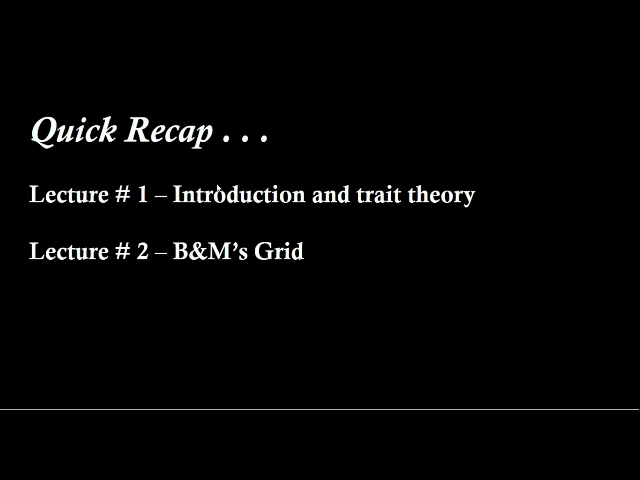 Quick Recap . . .
Lecture # 1 – Introduction and trait theory
Lecture # 2 – B&M’s Grid